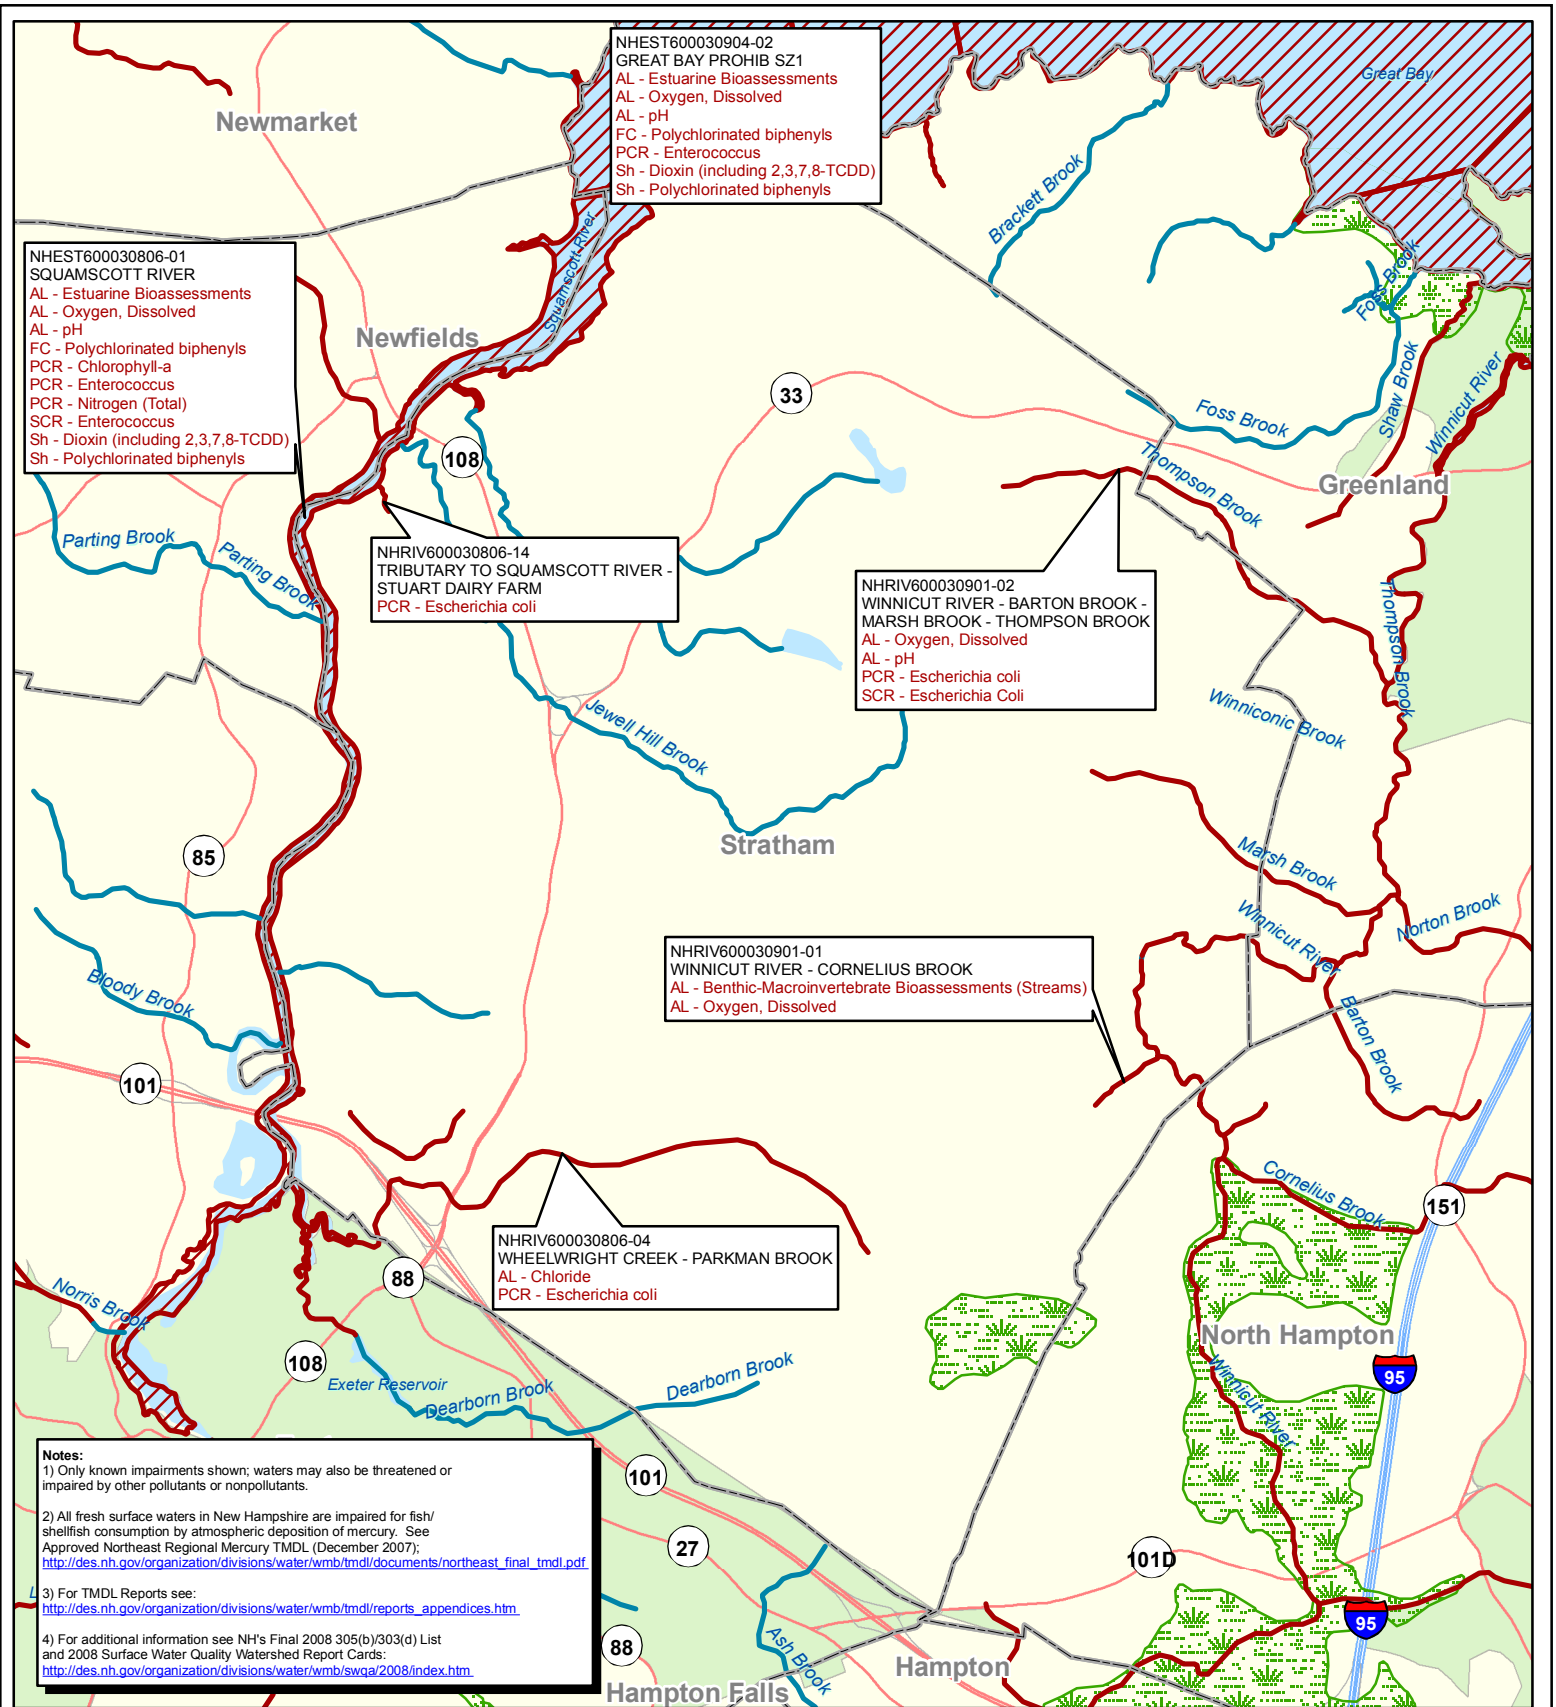 NHEST600030904-02
GREAT BAY PROHIB SZ1
AL - Estuarine Bioassessments
AL - Oxygen, Dissolved
AL - pH
FC - Polychlorinated biphenyls
PCR - Enterococcus
Sh - Dioxin (including 2,3,7,8-TCDD)
Sh - Polychlorinated biphenyls
Great Bay
Newmarket
Brackett Brook
Squamscott River
NHEST600030806-01
SQUAMSCOTT RIVER
AL - Estuarine Bioassessments
AL - Oxygen, Dissolved
AL - pH
FC - Polychlorinated biphenyls
PCR - Chlorophyll-a
PCR - Enterococcus
PCR - Nitrogen (Total)
SCR - Enterococcus
Sh - Dioxin (including 2,3,7,8-TCDD)
Sh - Polychlorinated biphenyls
Newfields
Foss Brook
33
Foss Brook
Shaw Brook
Winnicut River
108
Thompson Brook
Greenland
Parting Brook
Parting Brook
NHRIV600030806-14
TRIBUTARY TO SQUAMSCOTT RIVER -
STUART DAIRY FARM
PCR - Escherichia coli
NHRIV600030901-02
WINNICUT RIVER - BARTON BROOK -
MARSH BROOK - THOMPSON BROOK
AL - Oxygen, Dissolved
AL - pH
PCR - Escherichia coli
SCR - Escherichia Coli
Thompson Brook
Winniconic Brook
Jewell Hill Brook
Stratham
85
Marsh Brook
Winnicut River
Norton Brook
NHRIV600030901-01
WINNICUT RIVER - CORNELIUS BROOK
AL - Benthic-Macroinvertebrate Bioassessments (Streams)
AL - Oxygen, Dissolved
Bloody Brook
Barton Brook
101
Cornelius Brook
151
NHRIV600030806-04
WHEELWRIGHT CREEK - PARKMAN BROOK
AL - Chloride
PCR - Escherichia coli
88
Norris Brook
North Hampton
108
Exeter Reservoir
Dearborn Brook
Dearborn Brook
Winnicut River
95
Notes:
1) Only known impairments shown; waters may also be threatened or
impaired by other pollutants or nonpollutants.
2) All fresh surface waters in New Hampshire are impaired for fish/
shellfish consumption by atmospheric deposition of mercury. See
Approved Northeast Regional Mercury TMDL (December 2007);
http://des.nh.gov/organization/divisions/water/wmb/tmdl/documents/northeast_final_tmdl.pdf
3) For TMDL Reports see:
http://des.nh.gov/organization/divisions/water/wmb/tmdl/reports_appendices.htm
4) For additional information see NH's Final 2008 305(b)/303(d) List
and 2008 Surface Water Quality Watershed Report Cards:
http://des.nh.gov/organization/divisions/water/wmb/swqa/2008/index.htm
101
27
101D
95
88
Ash Brook
Hampton
Hampton Falls